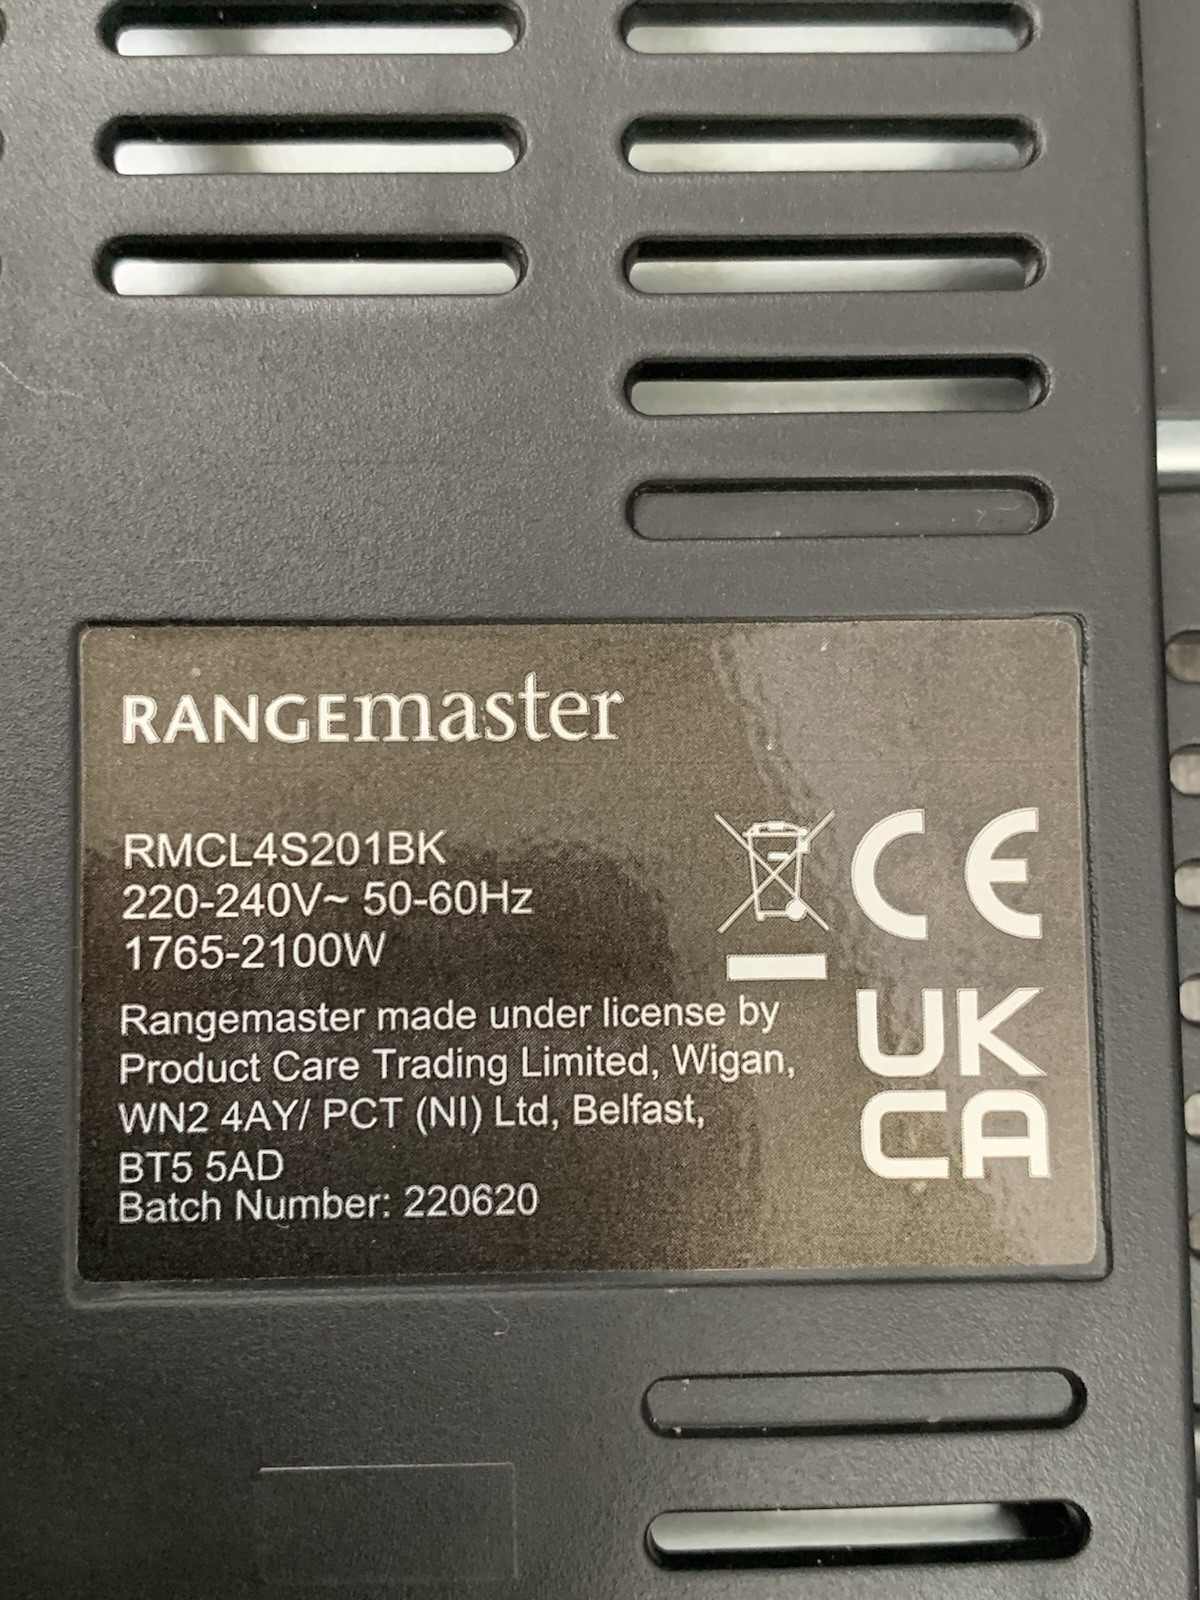 RANGEmaster
RMCL4S201BK
220-240V~ 50-60Hz
1765-2100W
Rangemaster made under license by
Product Care Trading Limited, Wigan,
WN2 4AY/ PCT (NI) Ltd, Belfast,
BT5 5AD
Batch Number: 220620
CE
UK
CA